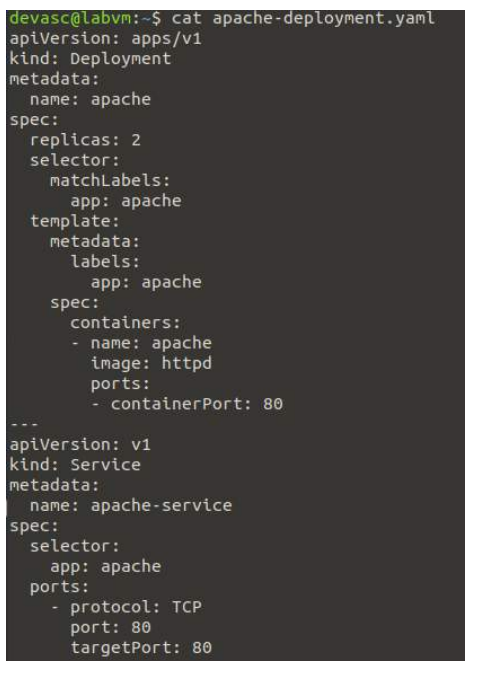 devasc@labvm:~$ cat apache-deployment.yaml
apiVersion: apps/v1
kind: Deployment
metadata:
  name: apache
spec:
  replicas: 2
  selector:
    matchLabels:
      app: apache
  template:
    metadata:
      labels:
        app: apache
    spec:
      containers:
      - name: apache
        image: httpd
        ports:
        - containerPort: 80
---
apiVersion: v1
kind: Service
metadata:
  name: apache-service
spec:
  selector:
    app: apache
  ports:
    - protocol: TCP
      port: 80
      targetPort: 80